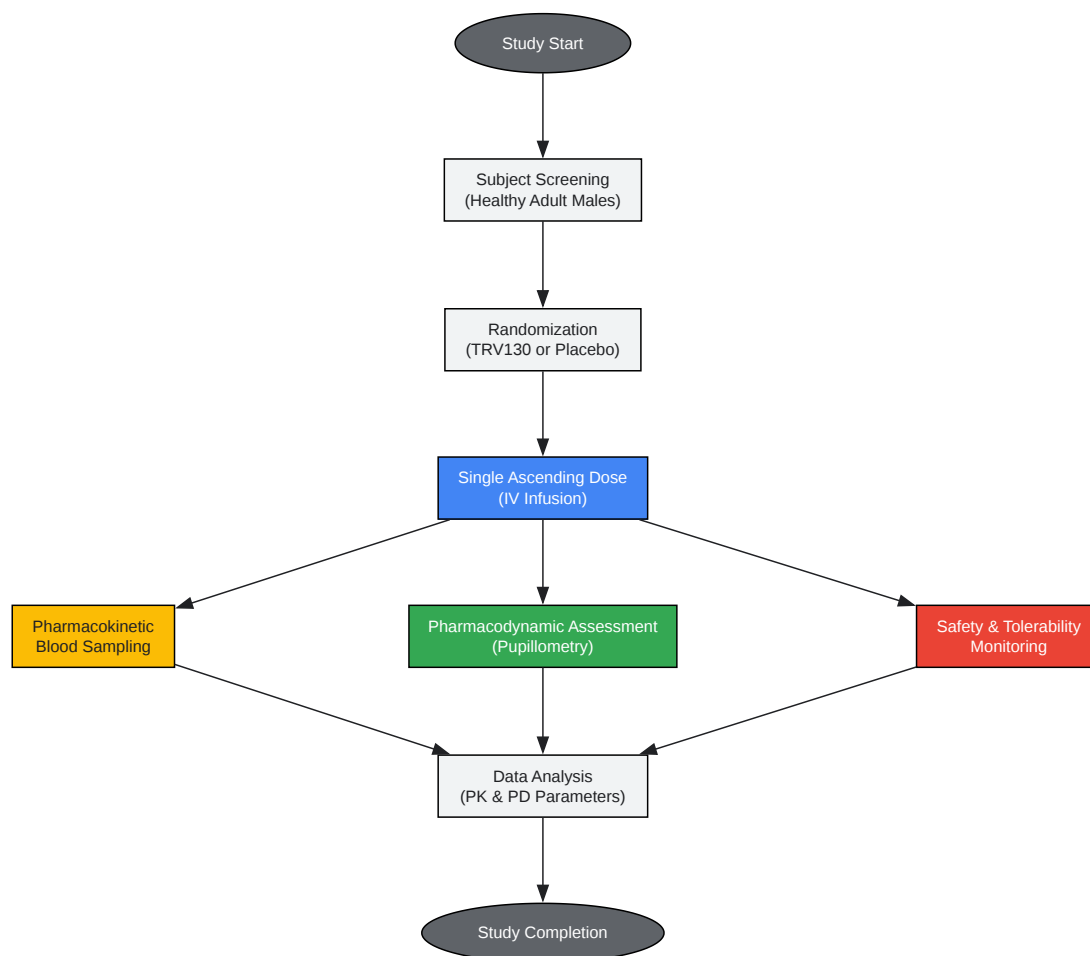 Study Start
Subject Screening
(Healthy Adult Males)
Randomization
(TRV130 or Placebo)
Single Ascending Dose
(IV Infusion)
Pharmacokinetic
Blood Sampling
Pharmacodynamic Assessment
(Pupillometry)
Safety & Tolerability
Monitoring
Data Analysis
(PK & PD Parameters)
Study Completion